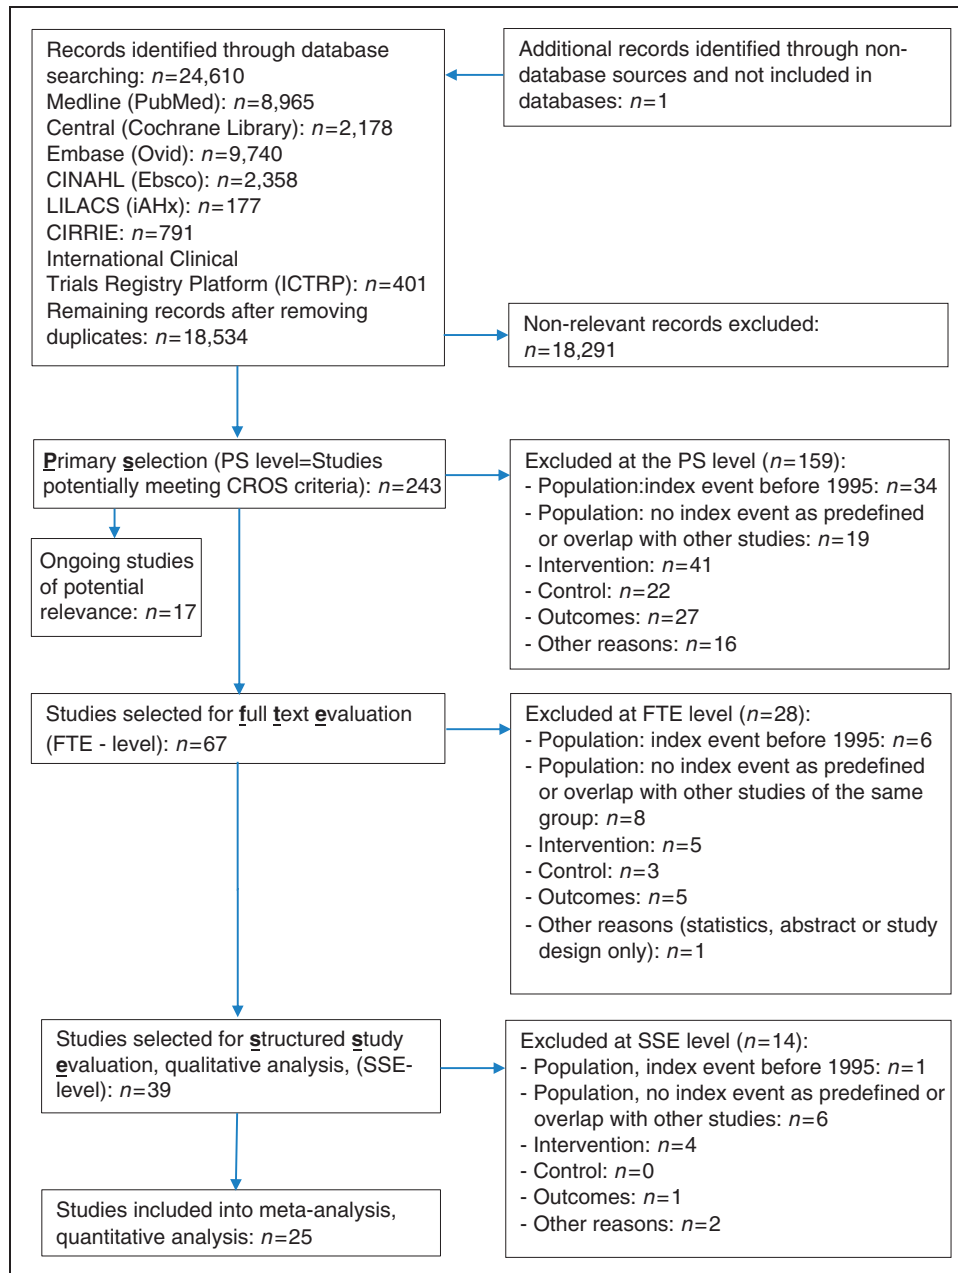 Records identified through database
searching: n=24,610
Medline (PubMed): n=8,965
Central (Cochrane Library): n=2,178
Embase (Ovid): n=9,740
CINAHL (Ebsco): n=2,358
LILACS (iAHx): n=177
CIRRIE: n=791
International Clinical
Trials Registry Platform (ICTRP): n=401
Remaining records after removing
duplicates: n=18,534
Additional records identified through non-
database sources and not included in
databases: n=1
Non-relevant records excluded:
n=18,291
Primary selection (PS level=Studies
potentially meeting CROS criteria): n=243
Excluded at the PS level (n=159):
- Population:index event before 1995: n=34
- Population: no index event as predefined
or overlap with other studies: n=19
- Intervention: n=41
- Control: n=22
- Outcomes: n=27
- Other reasons: n=16
Ongoing studies
of potential
relevance: n=17
Studies selected for full text evaluation
(FTE - level): n=67
Excluded at FTE level (n=28):
- Population: index event before 1995: n=6
- Population: no index event as predefined
or overlap with other studies of the same
group: n=8
- Intervention: n=5
- Control: n=3
- Outcomes: n=5
- Other reasons (statistics, abstract or study
design only): n=1
Studies selected for structured study
evaluation, qualitative analysis, (SSE-
level): n=39
Excluded at SSE level (n=14):
- Population, index event before 1995: n=1
- Population, no index event as predefined or
overlap with other studies: n=6
- Intervention: n=4
- Control: n=0
- Outcomes: n=1
- Other reasons: n=2
Studies included into meta-analysis,
quantitative analysis: n=25